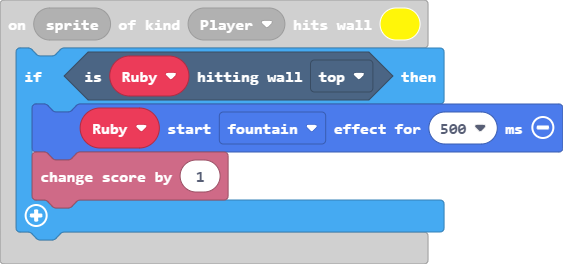 on sprite of kind Player hits wall
if is Ruby hitting wall top then
Ruby start fountain effect for 500 ms
change score by 1